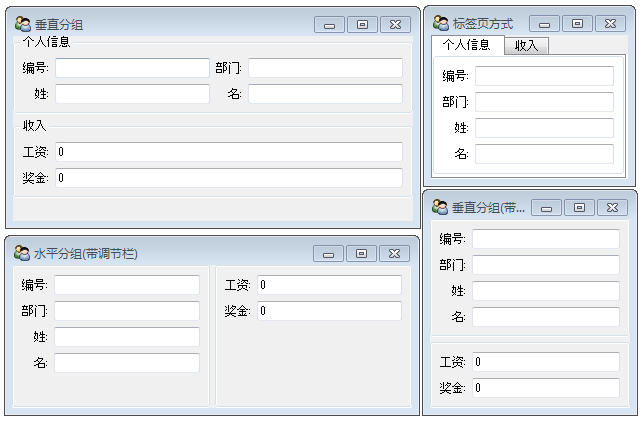 垂直分组
个人信息
编号: 部门:
姓: 名:
收入
工资: 0
奖金: 0
标签页方式
个人信息 收入
编号:
部门:
姓:
名:
水平分组(带调节栏)
编号: 工资: 0
部门: 奖金: 0
姓:
名:
垂直分组(带...
编号:
部门:
姓:
名:
工资: 0
奖金: 0